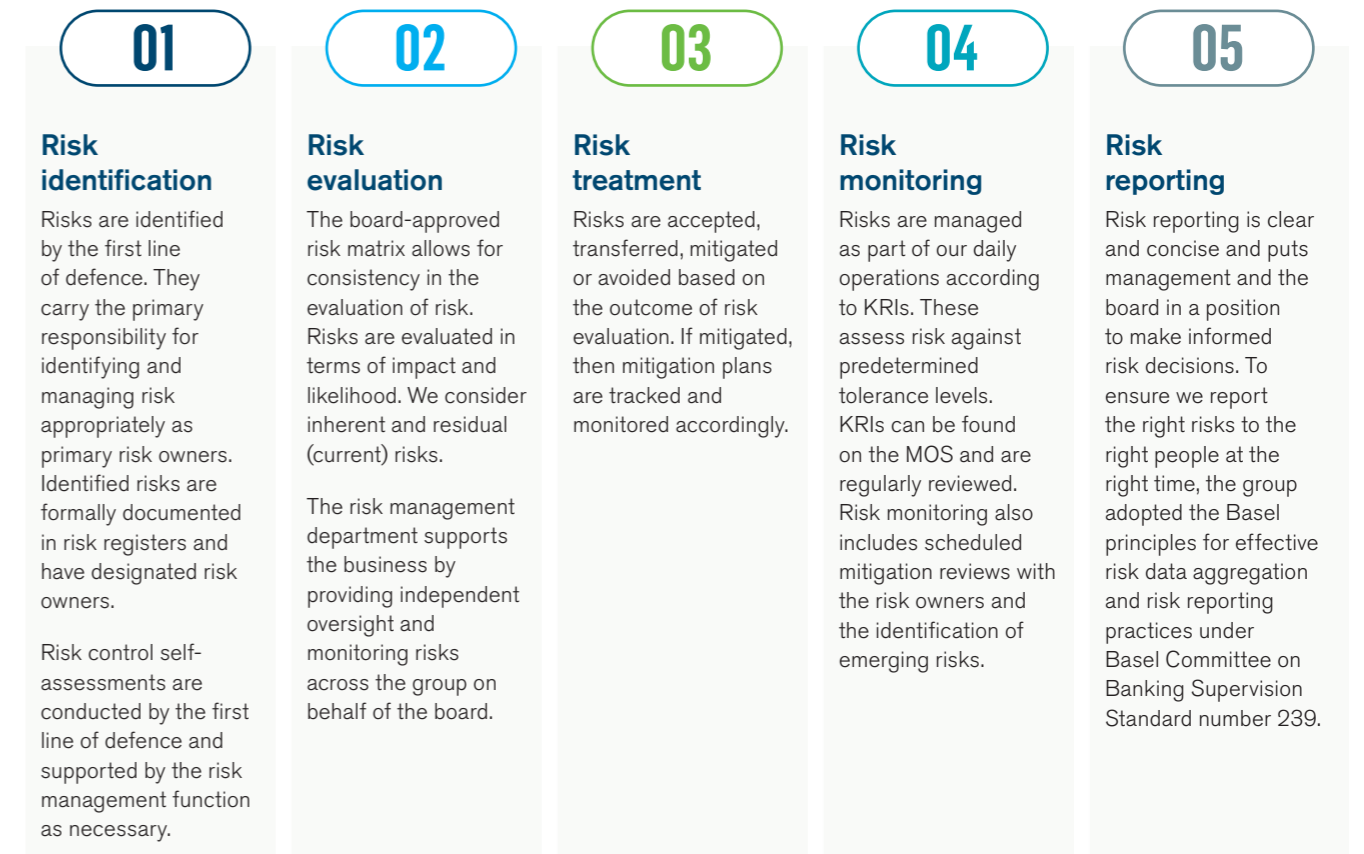 01
Risk
identification
Risks are identified
by the first line
of defence. They
carry the primary
responsibility for
identifying and
managing risk
appropriately as
primary risk owners.
Identified risks are
formally documented
in risk registers and
have designated risk
owners.
Risk control self-
assessments are
conducted by the first
line of defence and
supported by the risk
management function
as necessary.
02
Risk
evaluation
The board-approved
risk matrix allows for
consistency in the
evaluation of risk.
Risks are evaluated in
terms of impact and
likelihood. We consider
inherent and residual
(current) risks.
The risk management
department supports
the business by
providing independent
oversight and
monitoring risks
across the group on
behalf of the board.
03
Risk
treatment
Risks are accepted,
transferred, mitigated
or avoided based on
the outcome of risk
evaluation. If mitigated,
then mitigation plans
are tracked and
monitored accordingly.
04
Risk
monitoring
Risks are managed
as part of our daily
operations according
to KRIs. These
assess risk against
predetermined
tolerance levels.
KRIs can be found
on the MOS and are
regularly reviewed.
Risk monitoring also
includes scheduled
mitigation reviews with
the risk owners and
the identification of
emerging risks.
05
Risk
reporting
Risk reporting is clear
and concise and puts
management and the
board in a position
to make informed
risk decisions. To
ensure we report
the right risks to the
right people at the
right time, the group
adopted the Basel
principles for effective
risk data aggregation
and risk reporting
practices under
Basel Committee on
Banking Supervision
Standard number 239.